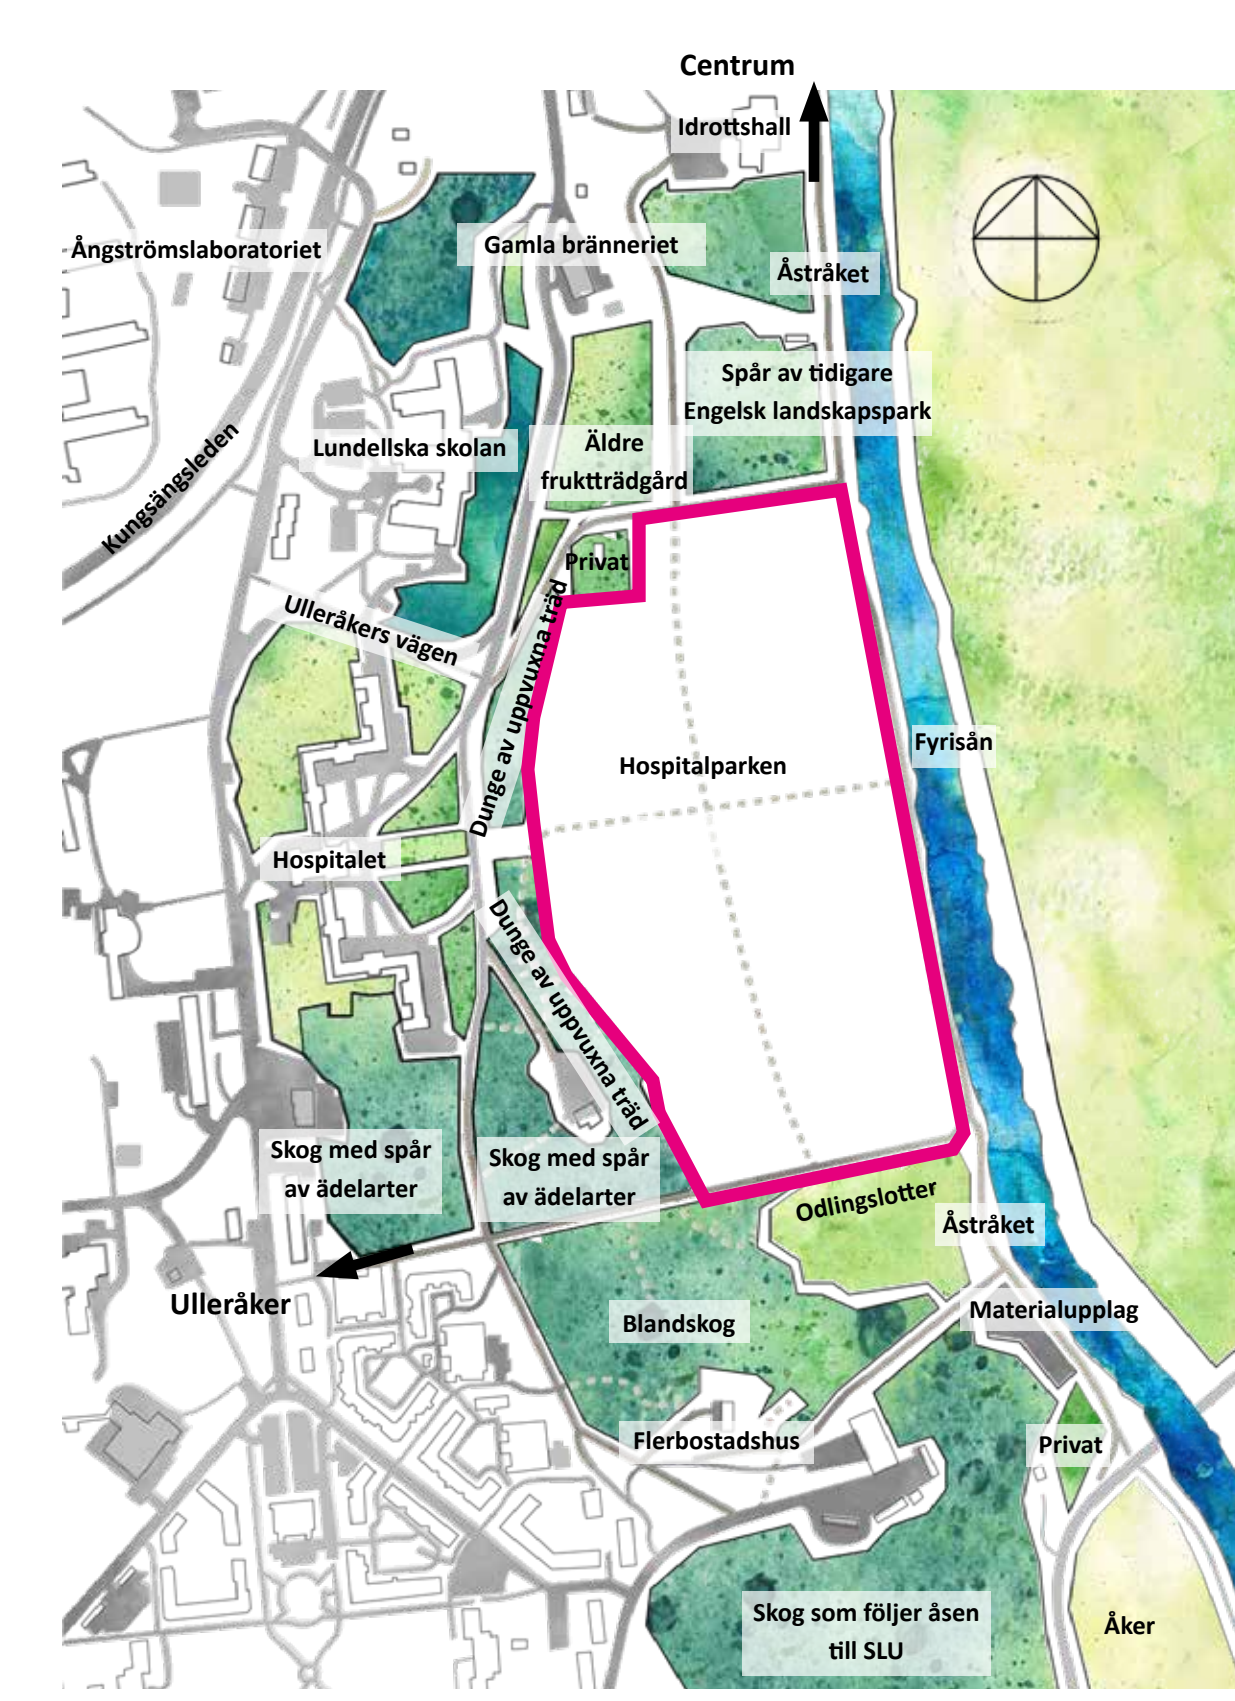 Centrum
Idrottshall
Gamla bränneriet
Ångströmslaboratoriet
Åstråket
Spår av tidigare
Engelsk landskapspark
Kungsängsleden
Lundellska skolan
Äldre
fruktträdgård
Privat
Ulleråkers vägen
Dunge av uppvuxna träd
Fyrisån
Hospitalparken
Hospitalet
Dunge av uppvuxna träd
Skog med spår
av ädelarter
Skog med spår
av ädelarter
Odlingslotter
Åstråket
Ulleråker
Materialupplag
Blandskog
Flerbostadshus
Privat
Skog som följer åsen
till SLU
Åker